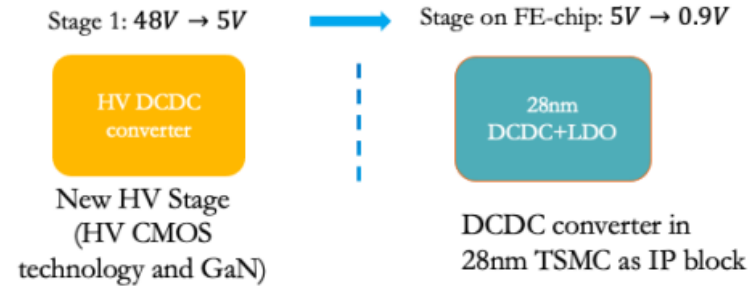 Stage 1: 48V → 5V
Stage on FE-chip: 5V → 0.9V
HV DCDC
converter
28nm
DCDC+LDO
New HV Stage
(HV CMOS
technology and GaN)
DCDC converter in
28nm TSMC as IP block